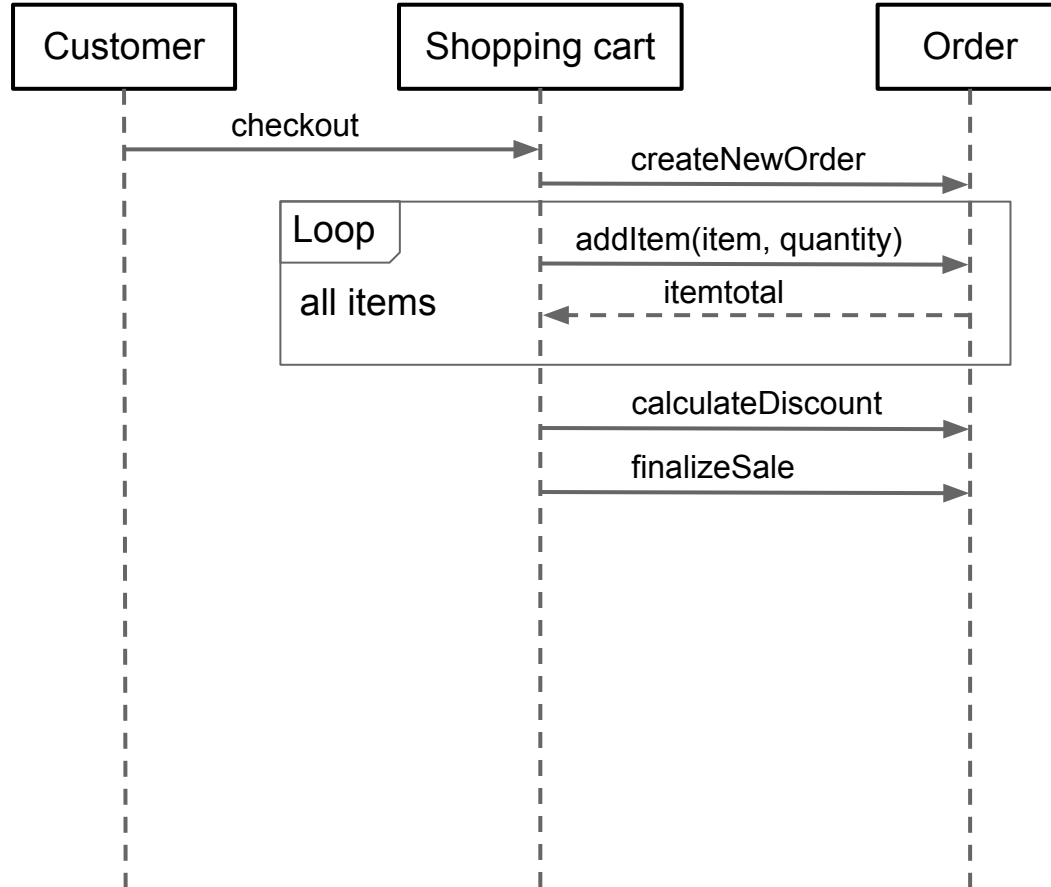 Customer
Shopping cart
Order
checkout
createNewOrder
Loop
addItem(item, quantity)
all items
itemtotal
calculateDiscount
finalizeSale